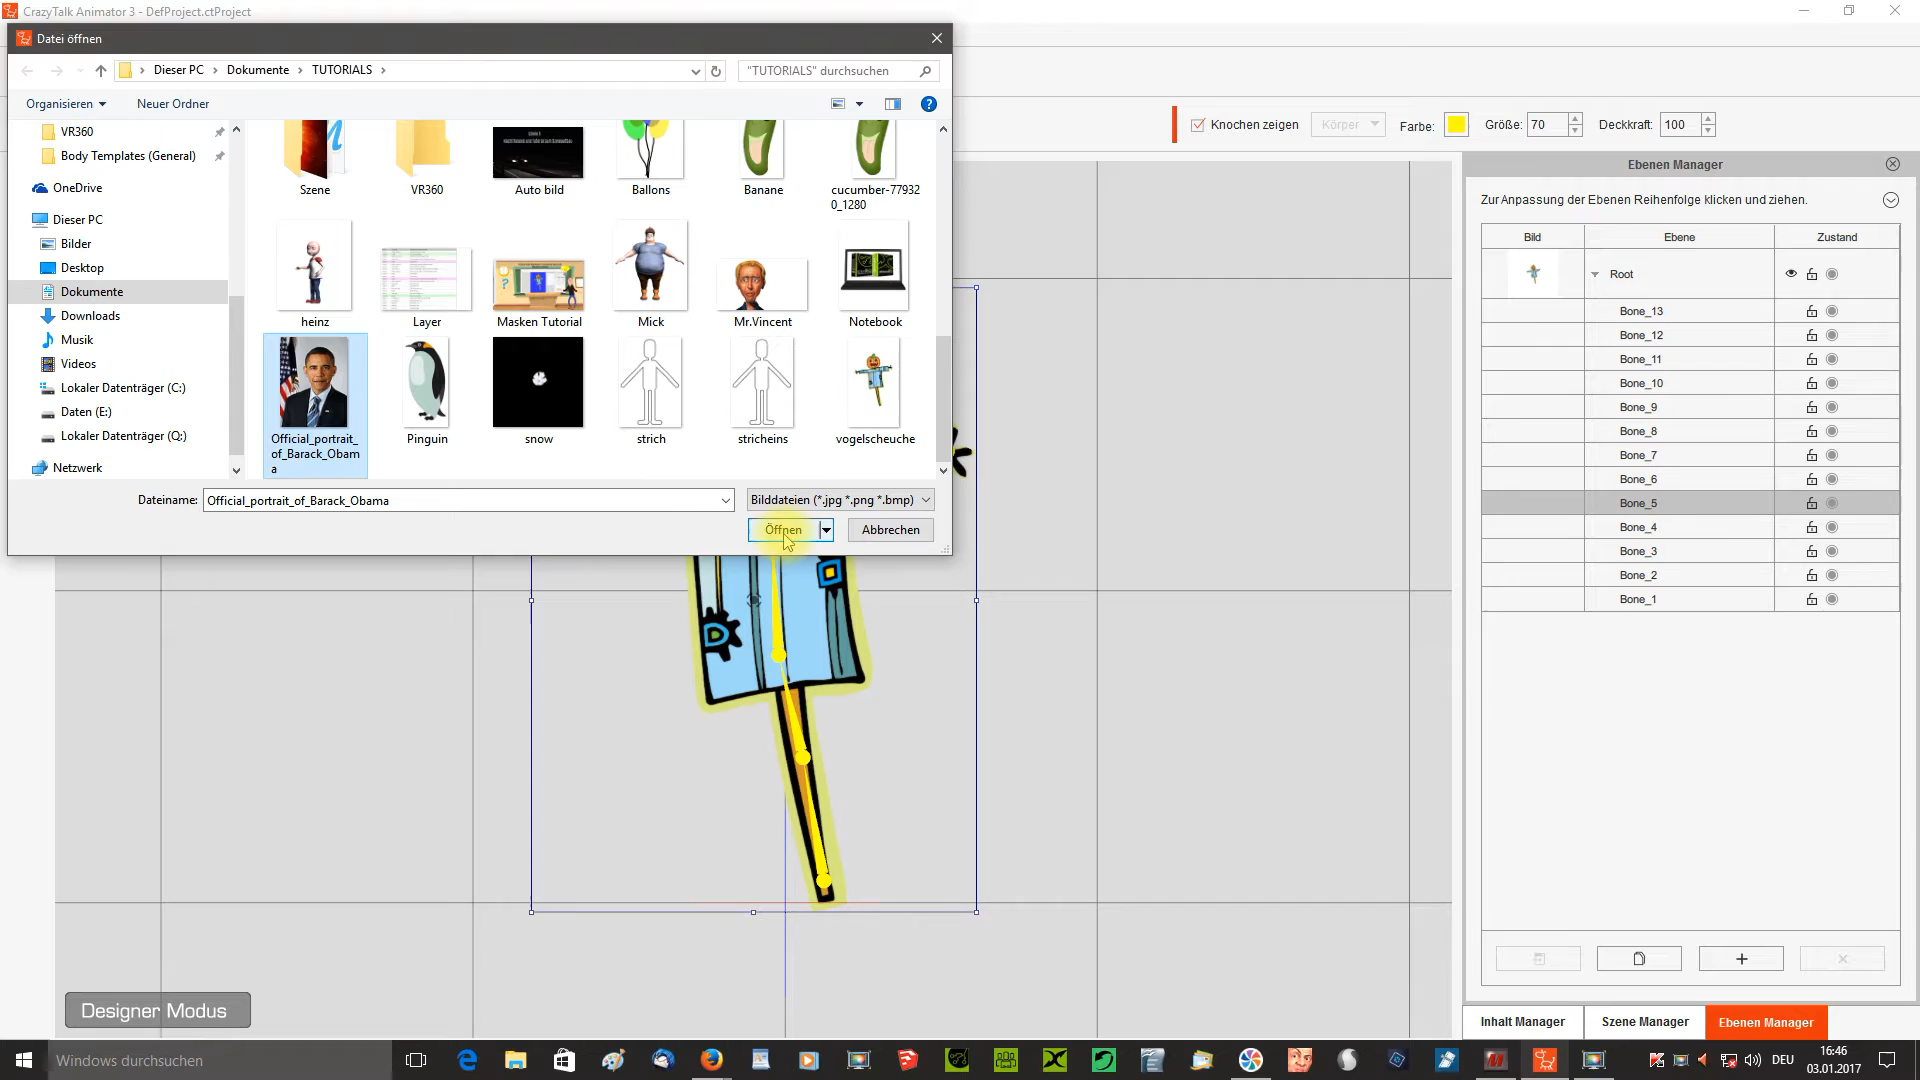 CrazyTalk Animator 3 - DefProject.ctProject
Datei öffnen
Dieser PC
Dokumente
TUTORIALS
"TUTORIALS" durchsuchen
Organisieren
Neuer Ordner
Knochen zeigen
Körper
Farbe:
Größe:
70
Deckkraft:
100
VR360
Body Templates (General)
OneDrive
Dieser PC
Bilder
Desktop
Dokumente
Downloads
Musik
Videos
Lokaler Datenträger (C:)
Daten (E:)
Lokaler Datenträger (Q:)
Netzwerk
Szene
VR360
Auto bild
Ballons
Banane
cucumber-77932
0_1280
heinz
Layer
Masken Tutorial
Mick
Mr.Vincent
Notebook
Official_portrait_
of_Barack_Obam
a
Pinguin
snow
strich
stricheins
vogelscheuche
Dateiname:
Official_portrait_of_Barack_Obama
Bilddateien (*.jpg *.png *.bmp)
Öffnen
Abbrechen
Ebenen Manager
Zur Anpassung der Ebenen Reihenfolge klicken und ziehen.
Bild
Ebene
Zustand
Root
Bone_13
Bone_12
Bone_11
Bone_10
Bone_9
Bone_8
Bone_7
Bone_6
Bone_5
Bone_4
Bone_3
Bone_2
Bone_1
Designer Modus
Inhalt Manager
Szene Manager
Ebenen Manager
Windows durchsuchen
DEU
16:46
03.01.2017